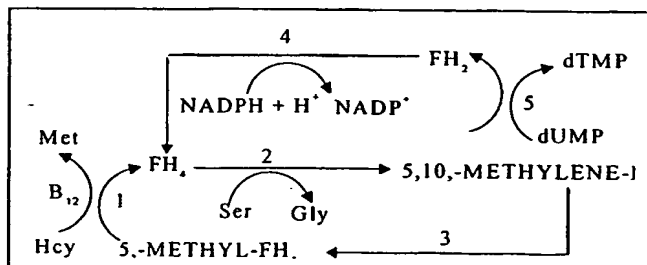 4
FH₂ dTMP
NADPH + H⁺ NADP⁺ 5
Met dUMP
FH₄ 2 5,10,-METHYLENE-
B₁₂ 1 Ser Gly
3
Hcy 5,-METHYL-FH